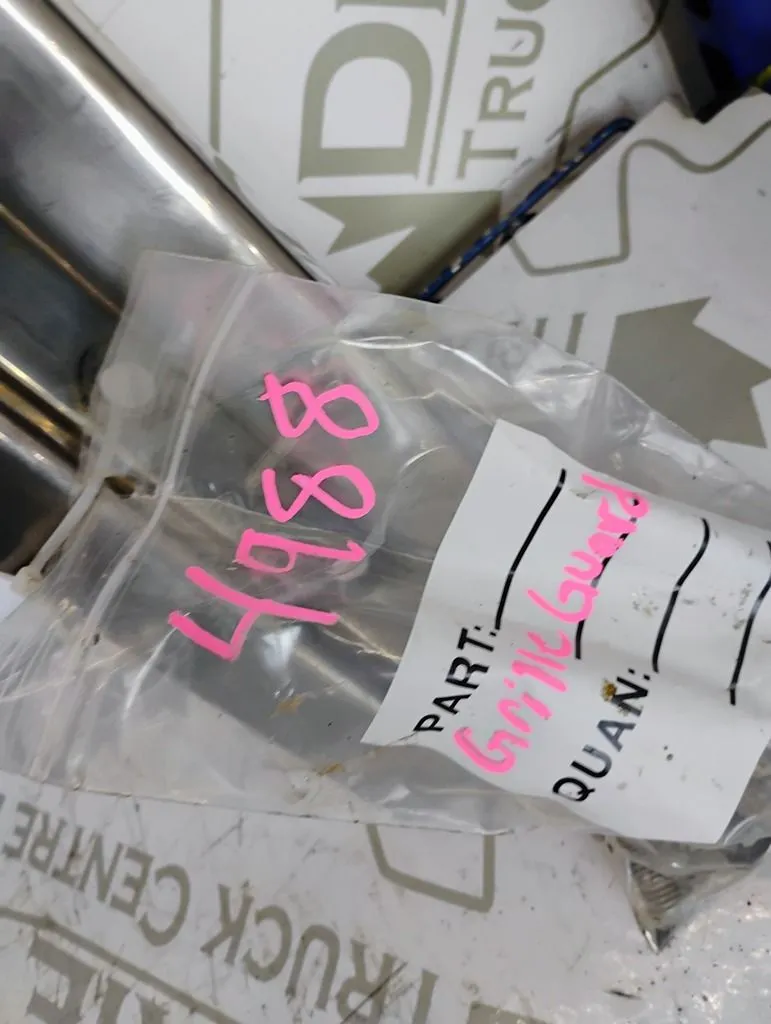 4988
PART:
Grille Guard
QUAN:
TRUCK CENTRE
TRUC